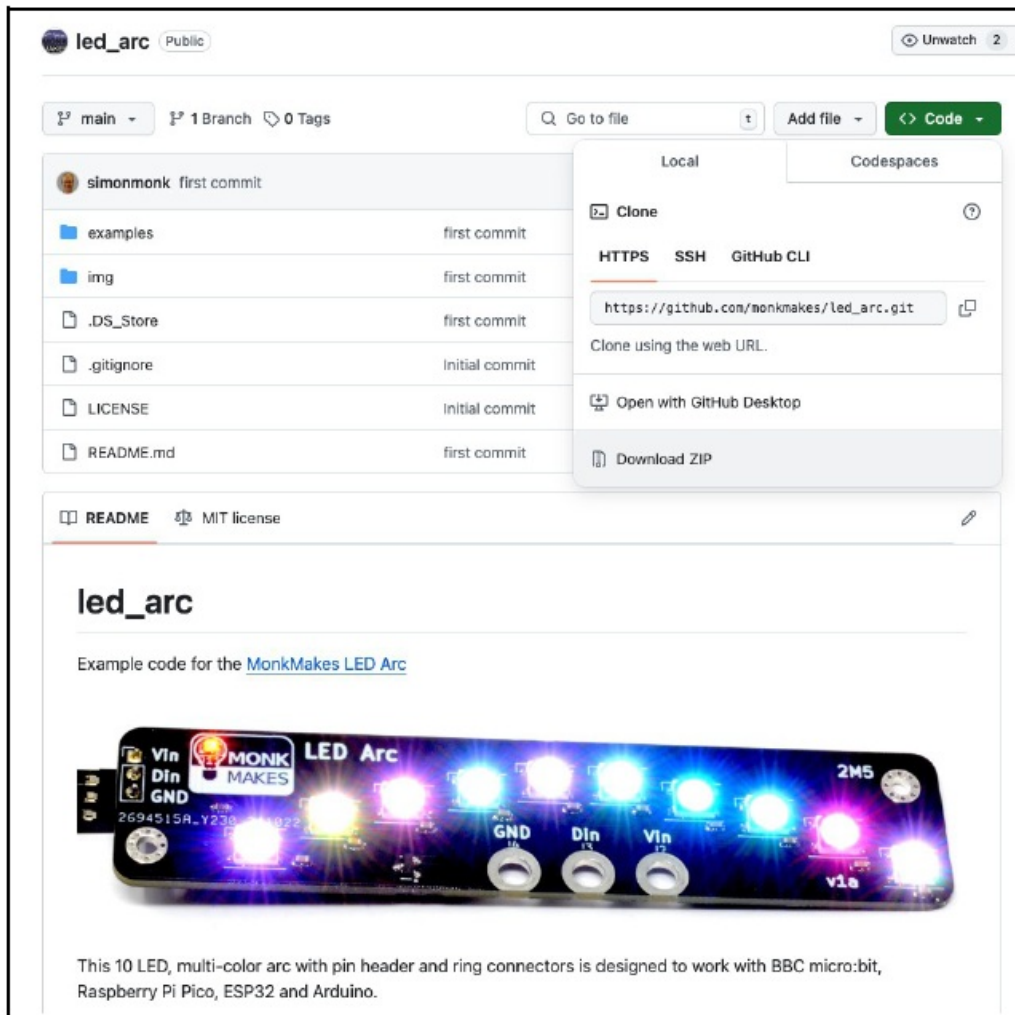 led_arc Public
Unwatch 2
main 1 Branch 0 Tags
Go to file t Add file Code
simonmonk first commit
examples first commit
img first commit
.DS_Store first commit
.gitignore Initial commit
LICENSE Initial commit
README.md first commit
Local Codespaces
Clone
HTTPS SSH GitHub CLI
https://github.com/monkmakes/led_arc.git
Clone using the web URL.
Open with GitHub Desktop
Download ZIP
README MIT license
led_arc
Example code for the MonkMakes LED Arc
Vin
Din
GND
MONK
MAKES
LED Arc
2M5
GND
16
Din
13
Vin
v1a
This 10 LED, multi-color arc with pin header and ring connectors is designed to work with BBC micro:bit,
Raspberry Pi Pico, ESP32 and Arduino.